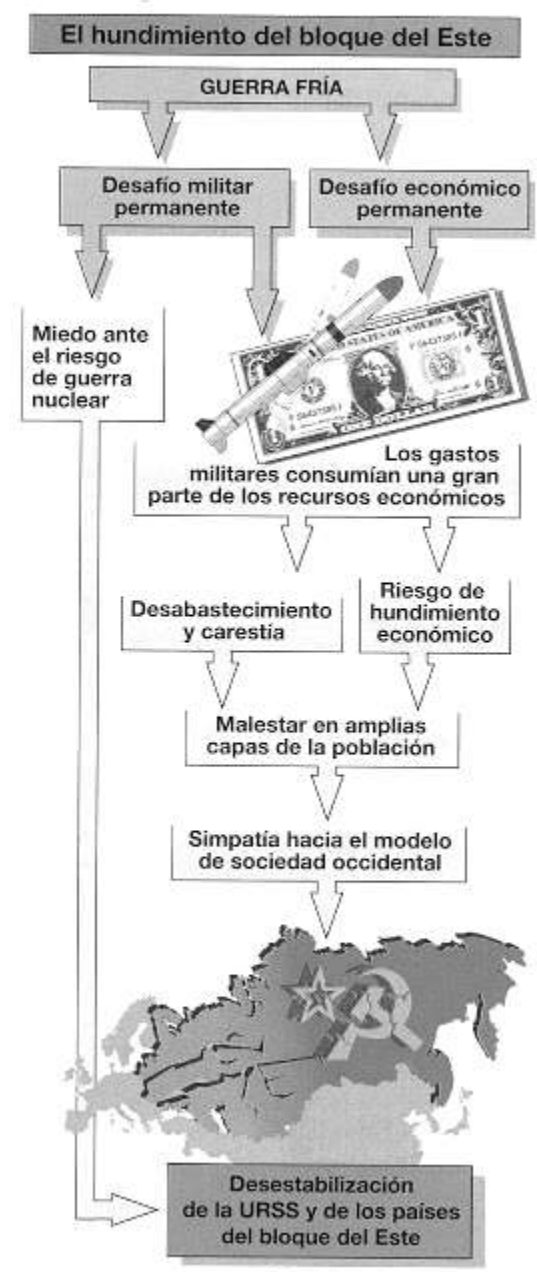 El hundimiento del bloque del Este
GUERRA FRÍA
Desafío militar
permanente
Desafío económico
permanente
Miedo ante
el riesgo
de guerra
nuclear
STATES OF AMERICA
Los gastos
militares consumían una gran
parte de los recursos económicos
Desabastecimiento
y carestía
Riesgo de
hundimiento
económico
Malestar en amplias
capas de la población
Simpatía hacia el modelo
de sociedad occidental
Desestabilización
de la URSS y de los países
del bloque del Este